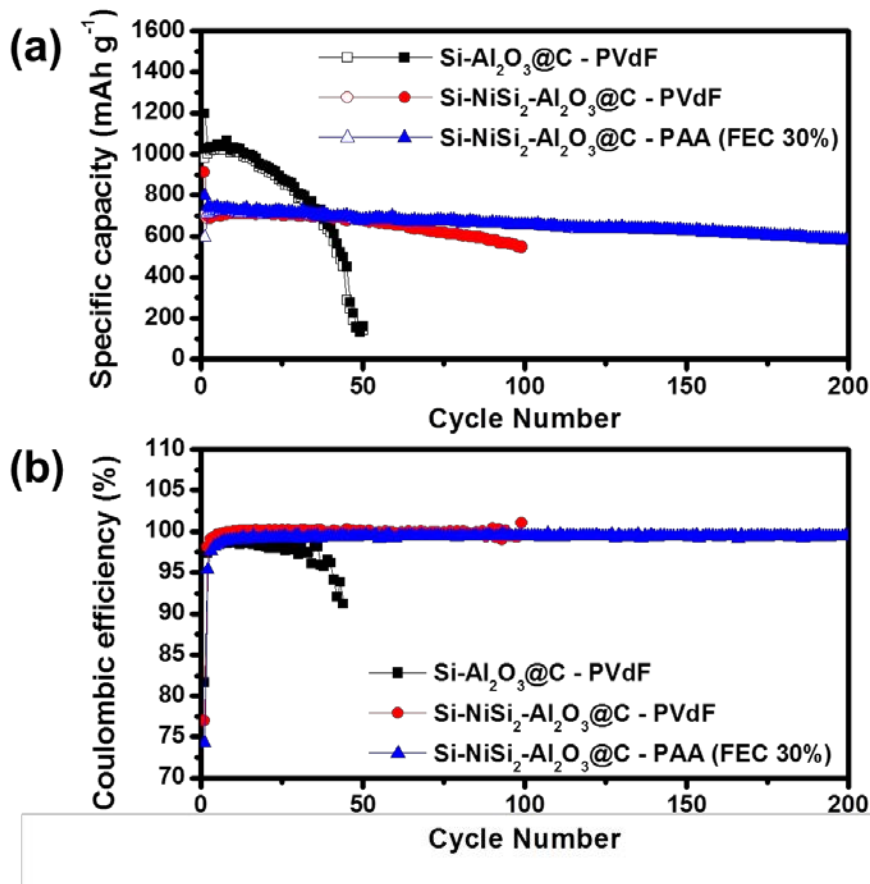 (a)
Specific capacity (mAh g⁻¹)
1600
1400
1200
1000
800
600
400
200
0
Si-Al₂O₃@C - PVdF
Si-NiSi₂-Al₂O₃@C - PVdF
Si-NiSi₂-Al₂O₃@C - PAA (FEC 30%)
0 50 100 150 200
Cycle Number
(b)
Coulombic efficiency (%)
110
105
100
95
90
85
80
75
70
Si-Al₂O₃@C - PVdF
Si-NiSi₂-Al₂O₃@C - PVdF
Si-NiSi₂-Al₂O₃@C - PAA (FEC 30%)
0 50 100 150 200
Cycle Number